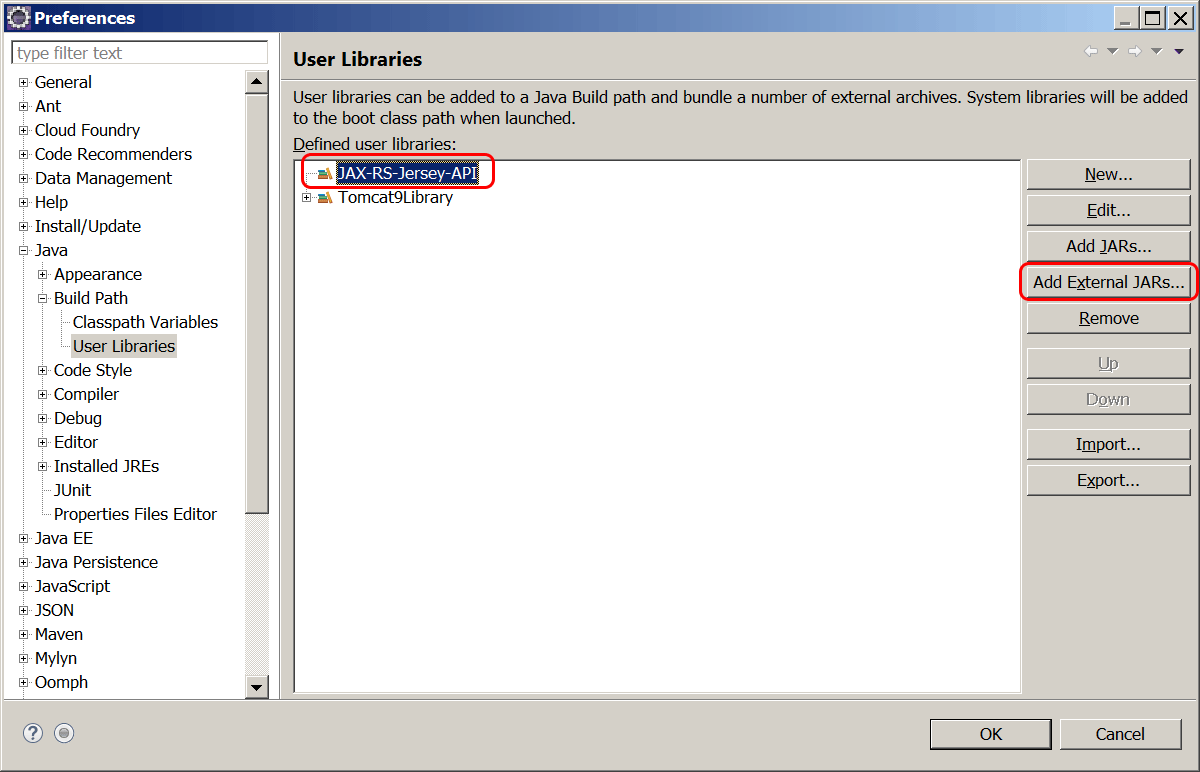 Preferences
type filter text
General
Ant
Cloud Foundry
Code Recommenders
Data Management
Help
Install/Update
Java
Appearance
Build Path
Classpath Variables
User Libraries
Code Style
Compiler
Debug
Editor
Installed JREs
JUnit
Properties Files Editor
Java EE
Java Persistence
JavaScript
JSON
Maven
Mylyn
Oomph
User Libraries
User libraries can be added to a Java Build path and bundle a number of external archives. System libraries will be added
to the boot class path when launched.
Defined user libraries:
JAX-RS-Jersey-API
Tomcat9Library
New...
Edit...
Add JARs...
Add External JARs...
Remove
Up
Down
Import...
Export...
?
OK
Cancel